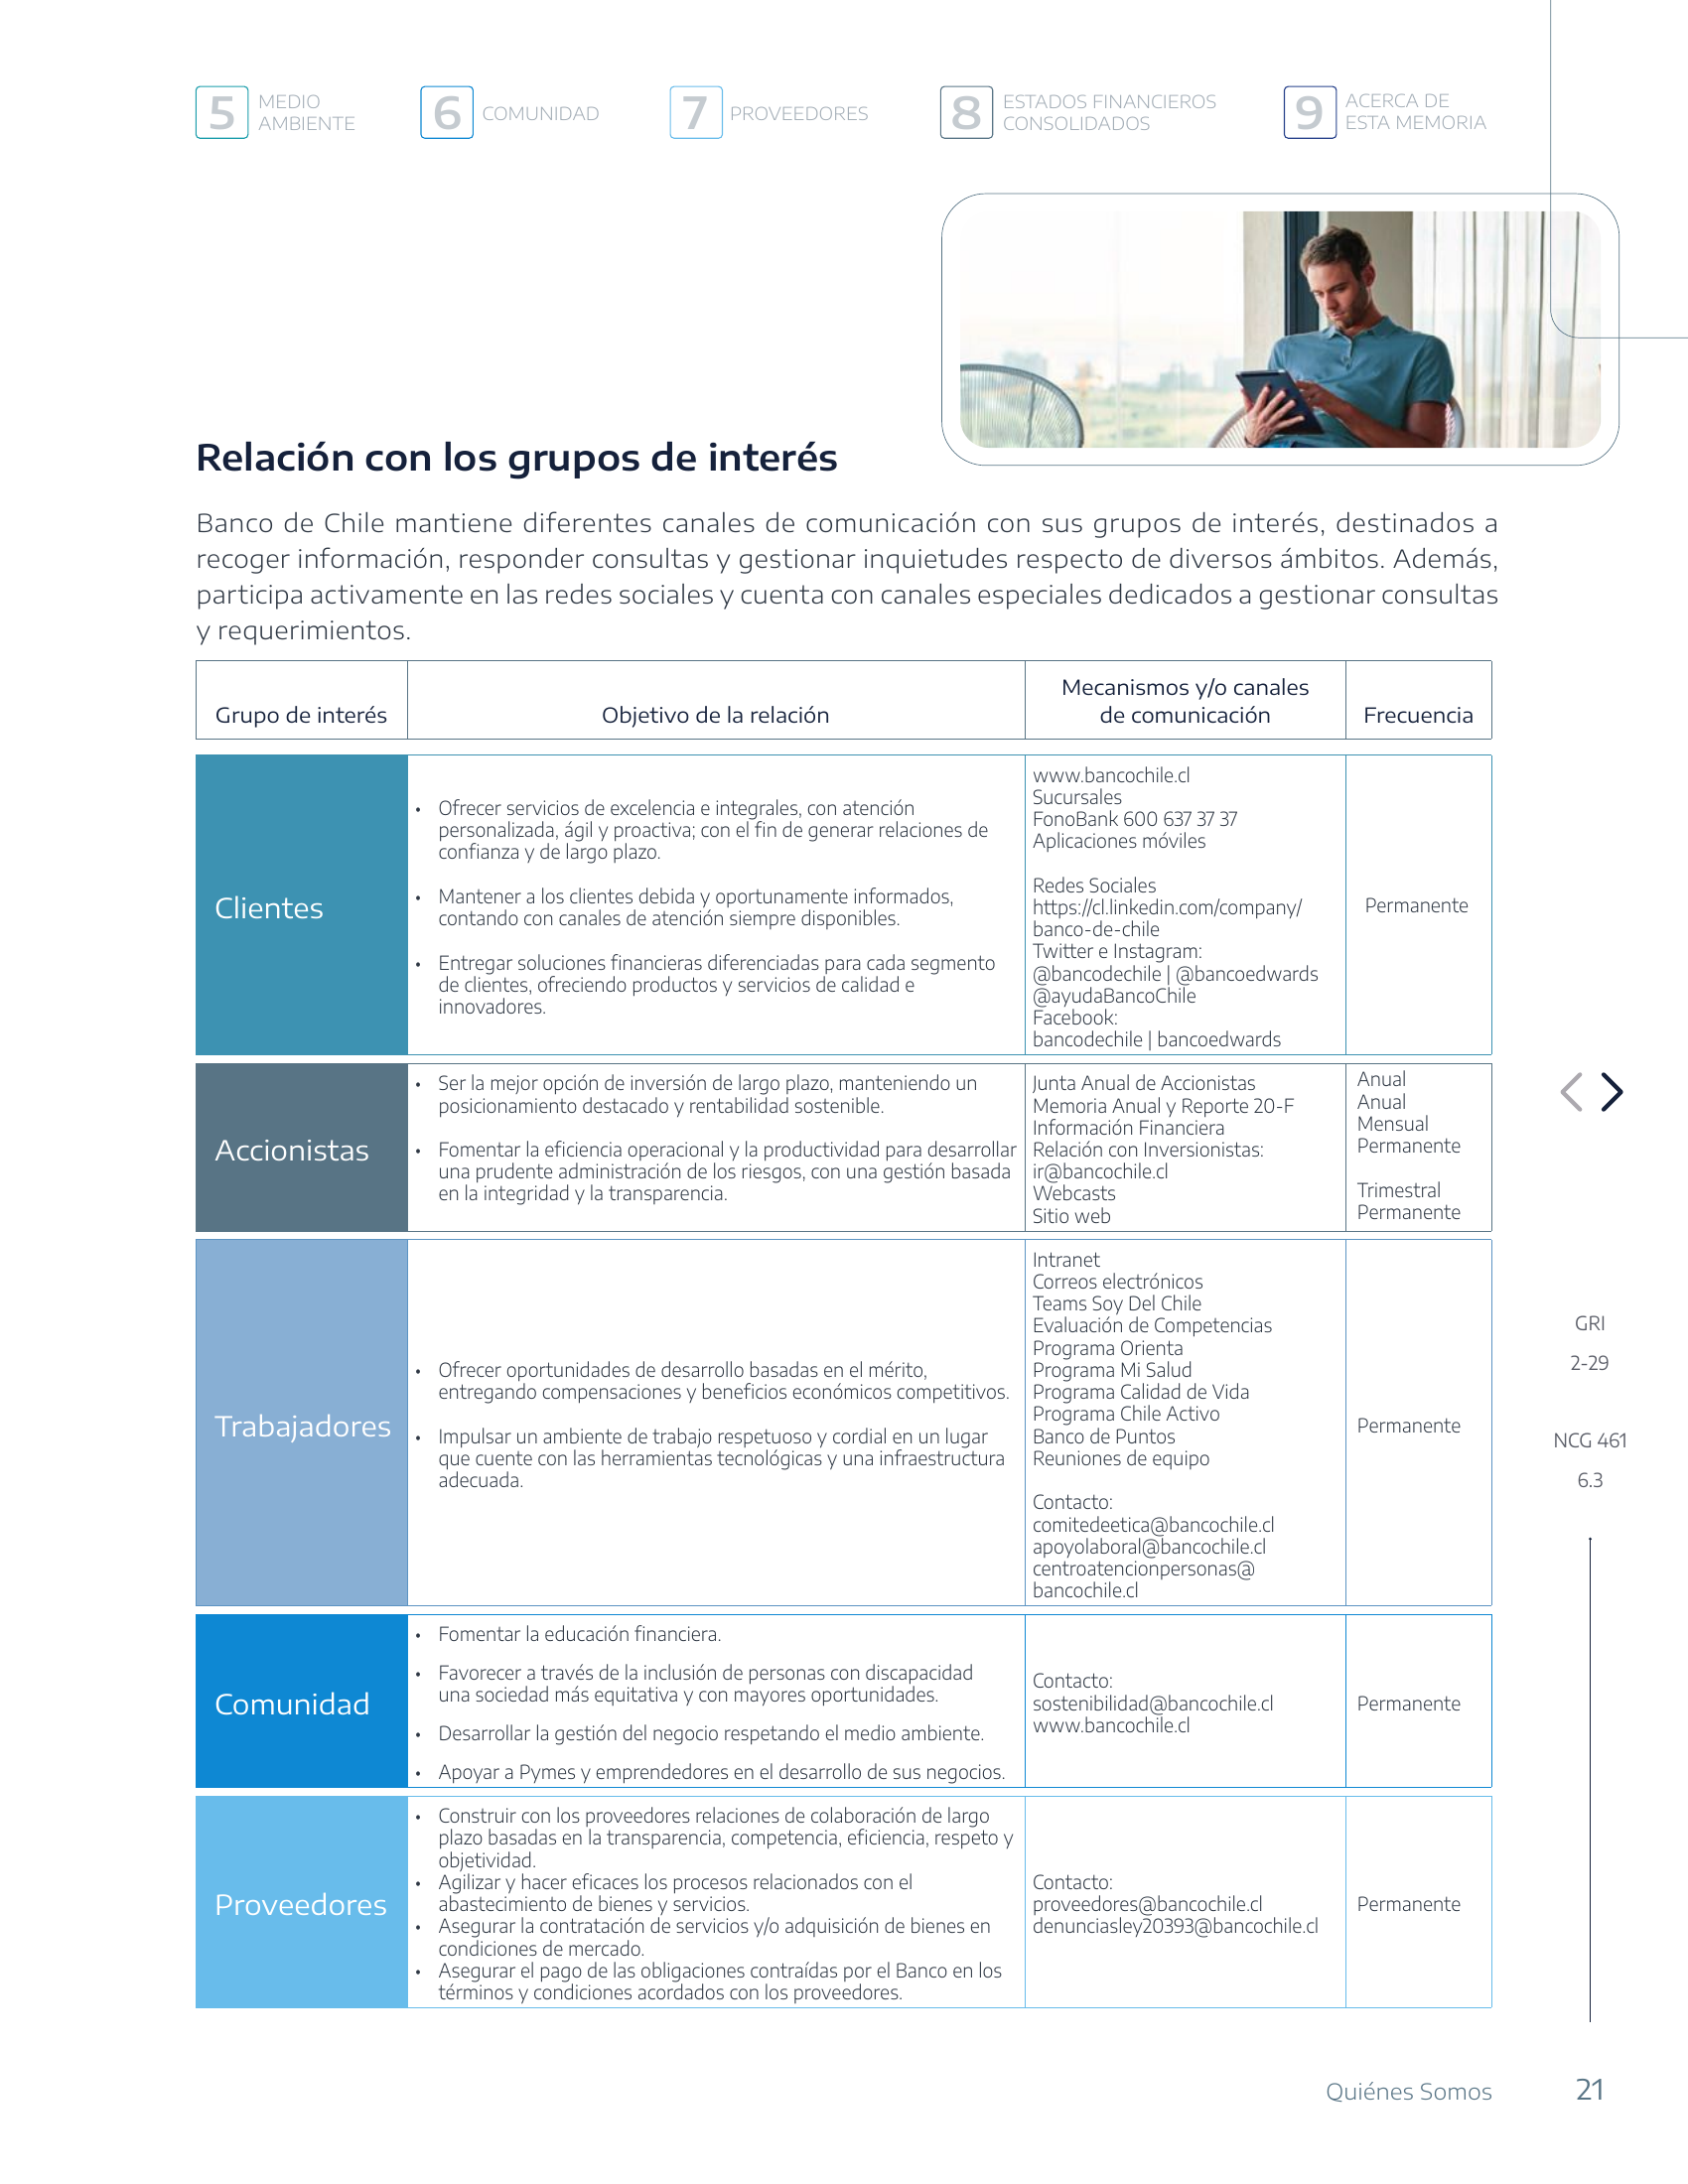 5 MEDIO AMBIENTE
6 COMUNIDAD
7 PROVEEDORES
8 ESTADOS FINANCIEROS CONSOLIDADOS
9 ACERCA DE ESTA MEMORIA
Relación con los grupos de interés
Banco de Chile mantiene diferentes canales de comunicación con sus grupos de interés, destinados a
recoger información, responder consultas y gestionar inquietudes respecto de diversos ámbitos. Además,
participa activamente en las redes sociales y cuenta con canales especiales dedicados a gestionar consultas
y requerimientos.
Grupo de interés
Objetivo de la relación
Mecanismos y/o canales
de comunicación
Frecuencia
Clientes
• Ofrecer servicios de excelencia e integrales, con atención
personalizada, ágil y proactiva; con el fin de generar relaciones de
confianza y de largo plazo.
• Mantener a los clientes debida y oportunamente informados,
contando con canales de atención siempre disponibles.
• Entregar soluciones financieras diferenciadas para cada segmento
de clientes, ofreciendo productos y servicios de calidad e
innovadores.
www.bancochile.cl
Sucursales
FonoBank 600 637 37 37
Aplicaciones móviles
Redes Sociales
https://cl.linkedin.com/company/
banco-de-chile
Twitter e Instagram:
@bancodechile | @bancoedwards
@ayudaBancoChile
Facebook:
bancodechile | bancoedwards
Permanente
Accionistas
• Ser la mejor opción de inversión de largo plazo, manteniendo un
posicionamiento destacado y rentabilidad sostenible.
• Fomentar la eficiencia operacional y la productividad para desarrollar
una prudente administración de los riesgos, con una gestión basada
en la integridad y la transparencia.
Junta Anual de Accionistas
Memoria Anual y Reporte 20-F
Información Financiera
Relación con Inversionistas:
ir@bancochile.cl
Webcasts
Sitio web
Anual
Anual
Mensual
Permanente
Trimestral
Permanente
Trabajadores
• Ofrecer oportunidades de desarrollo basadas en el mérito,
entregando compensaciones y beneficios económicos competitivos.
• Impulsar un ambiente de trabajo respetuoso y cordial en un lugar
que cuente con las herramientas tecnológicas y una infraestructura
adecuada.
Intranet
Correos electrónicos
Teams Soy Del Chile
Evaluación de Competencias
Programa Orienta
Programa Mi Salud
Programa Calidad de Vida
Programa Chile Activo
Banco de Puntos
Reuniones de equipo
Contacto:
comitedeetica@bancochile.cl
apoyolaboral@bancochile.cl
centroatencionpersonas@
bancochile.cl
Permanente
Comunidad
• Fomentar la educación financiera.
• Favorecer a través de la inclusión de personas con discapacidad
una sociedad más equitativa y con mayores oportunidades.
• Desarrollar la gestión del negocio respetando el medio ambiente.
• Apoyar a Pymes y emprendedores en el desarrollo de sus negocios.
Contacto:
sostenibilidad@bancochile.cl
www.bancochile.cl
Permanente
Proveedores
• Construir con los proveedores relaciones de colaboración de largo
plazo basadas en la transparencia, competencia, eficiencia, respeto y
objetividad.
• Agilizar y hacer eficaces los procesos relacionados con el
abastecimiento de bienes y servicios.
• Asegurar la contratación de servicios y/o adquisición de bienes en
condiciones de mercado.
• Asegurar el pago de las obligaciones contraídas por el Banco en los
términos y condiciones acordados con los proveedores.
Contacto:
proveedores@bancochile.cl
denunciasley20393@bancochile.cl
Permanente
GRI
2-29
NCG 461
6.3
Quiénes Somos 21